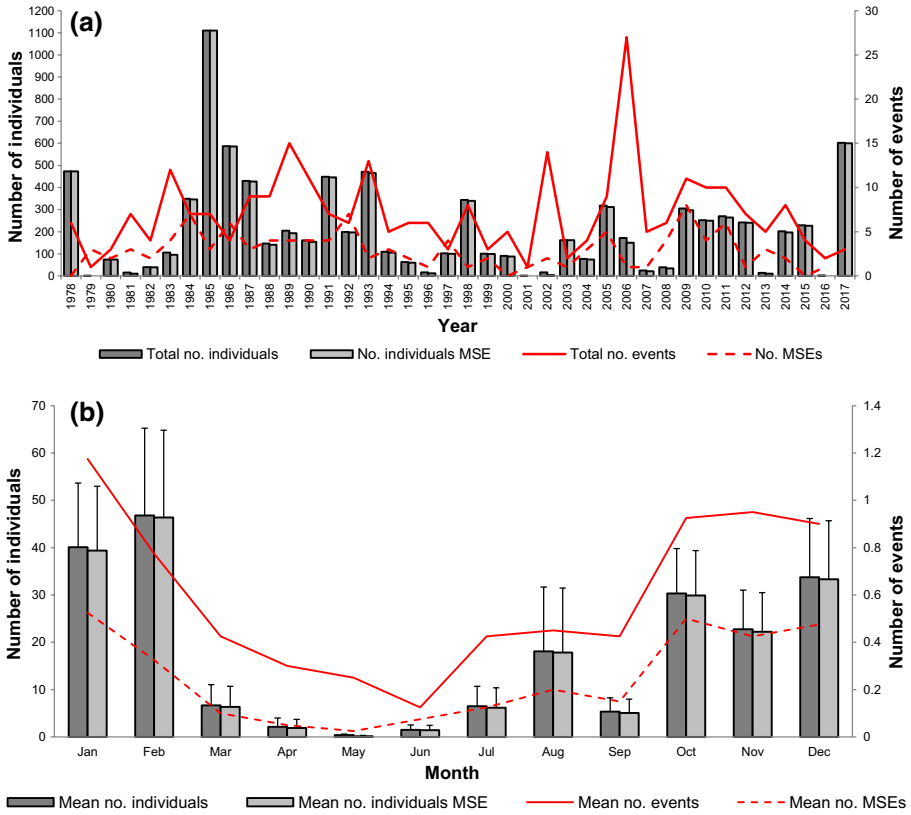 (a)
1200 30
1100
1000 25
900
800 20
700
600 15
500
400 10
300
200 5
100
0 0
Number of individuals
Number of events
1978 1979 1980 1981 1982 1983 1984 1985 1986 1987 1988 1989 1990 1991 1992 1993 1994 1995 1996 1997 1998 1999 2000 2001 2002 2003 2004 2005 2006 2007 2008 2009 2010 2011 2012 2013 2014 2015 2016 2017
Year
Total no. individuals No. individuals MSE Total no. events No. MSEs
(b)
70 1.4
60 1.2
50 1
40 0.8
30 0.6
20 0.4
10 0.2
0 0
Number of individuals
Number of events
Jan Feb Mar Apr May Jun Jul Aug Sep Oct Nov Dec
Month
Mean no. individuals Mean no. individuals MSE Mean no. events Mean no. MSEs